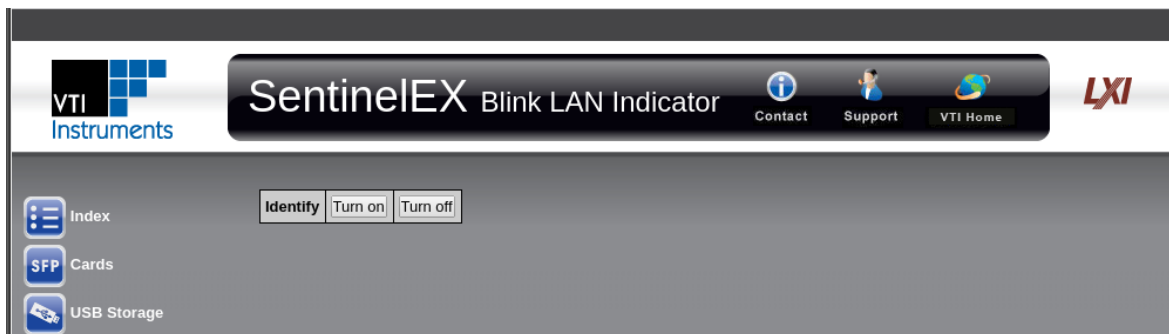 VTI
Instruments
SentinelEX Blink LAN Indicator
Contact
Support
VTI Home
LXI
Identify Turn on Turn off
Index
SFP Cards
USB Storage